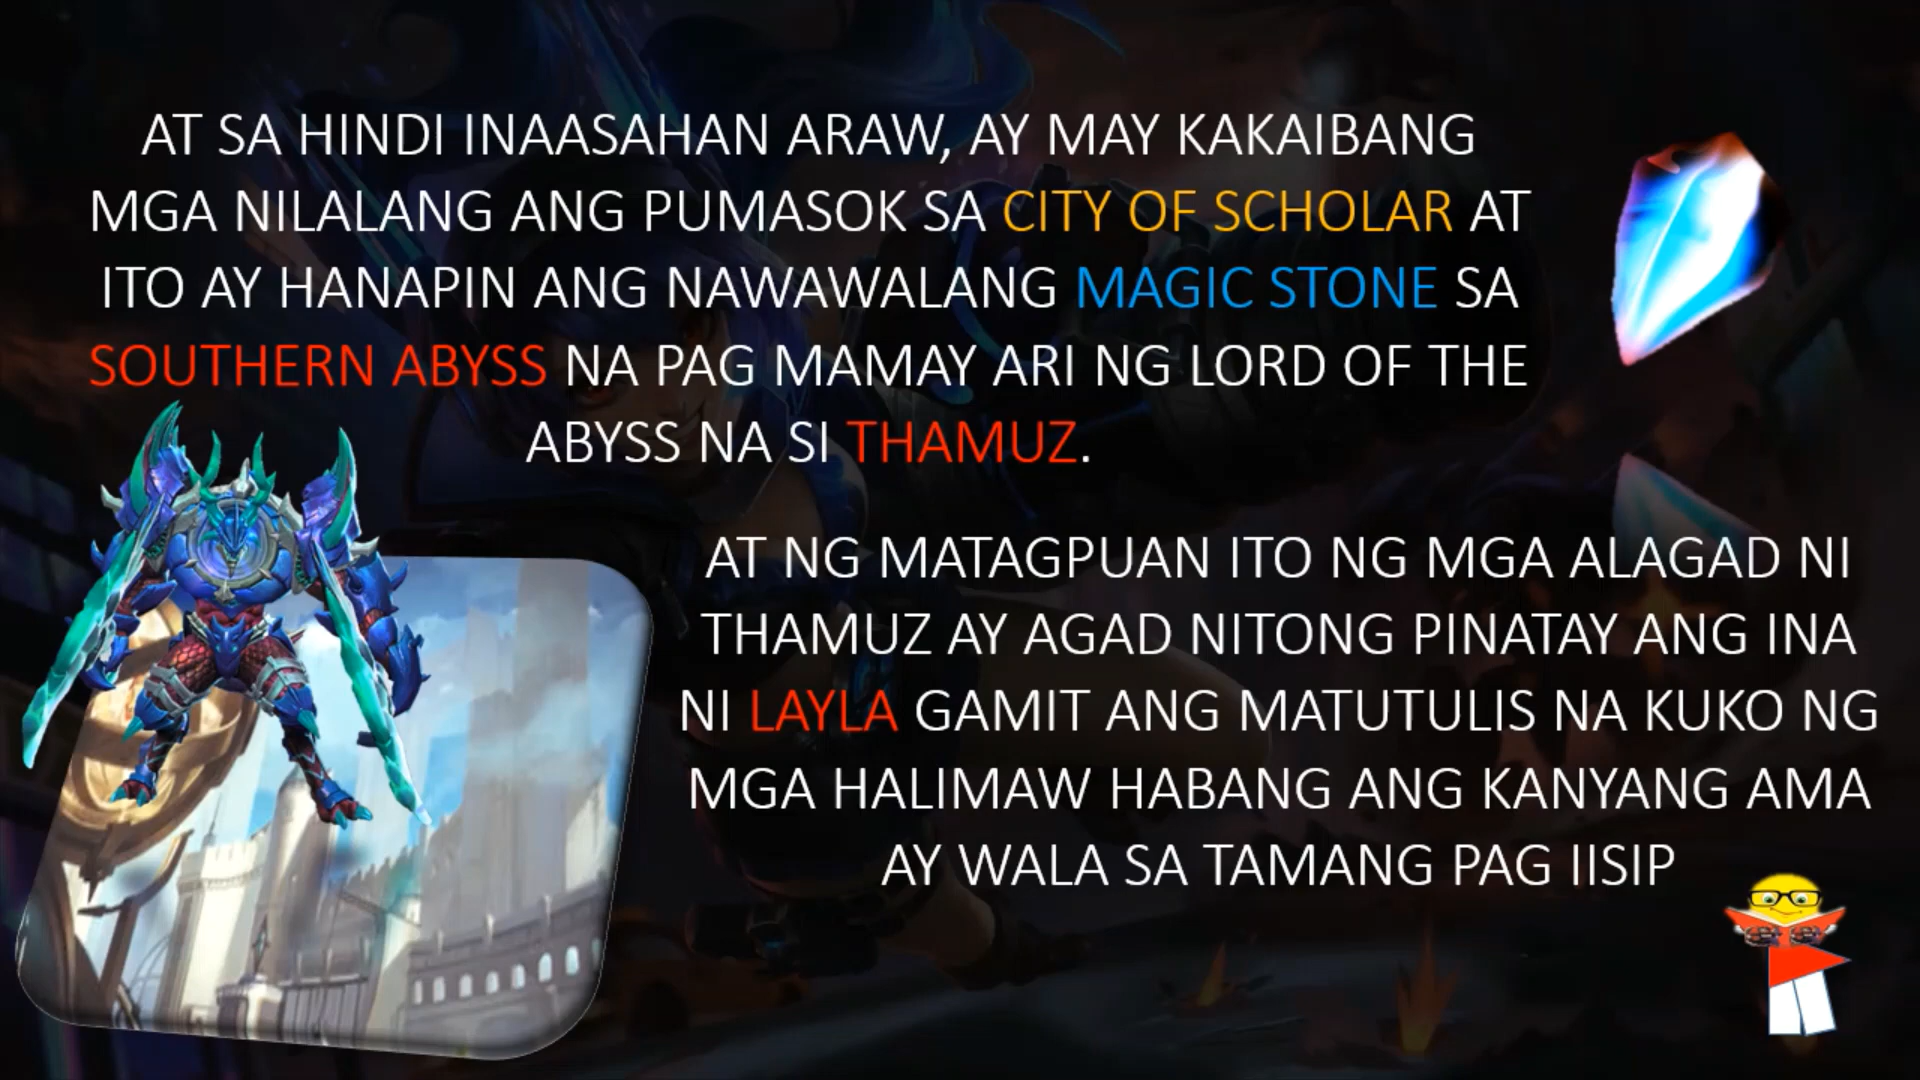 AT SA HINDI INAASAHAN ARAW, AY MAY KAKAIBANG
MGA NILALANG ANG PUMASOK SA CITY OF SCHOLAR AT
ITO AY HANAPIN ANG NAWAWALANG MAGIC STONE SA
SOUTHERN ABYSS NA PAG MAMAY ARI NG LORD OF THE
ABYSS NA SI THAMUZ.
AT NG MATAGPUAN ITO NG MGA ALAGAD NI
THAMUZ AY AGAD NITONG PINATAY ANG INA
NI LAYLA GAMIT ANG MATUTULIS NA KUKO NG
MGA HALIMAW HABANG ANG KANYANG AMA
AY WALA SA TAMANG PAG IISIP